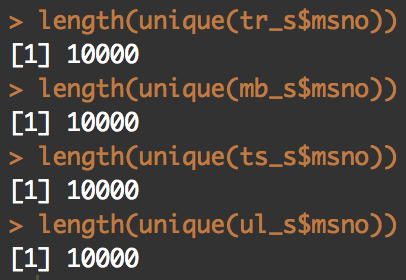 > length(unique(tr_s$msno))
[1] 10000
> length(unique(mb_s$msno))
[1] 10000
> length(unique(ts_s$msno))
[1] 10000
> length(unique(ul_s$msno))
[1] 10000